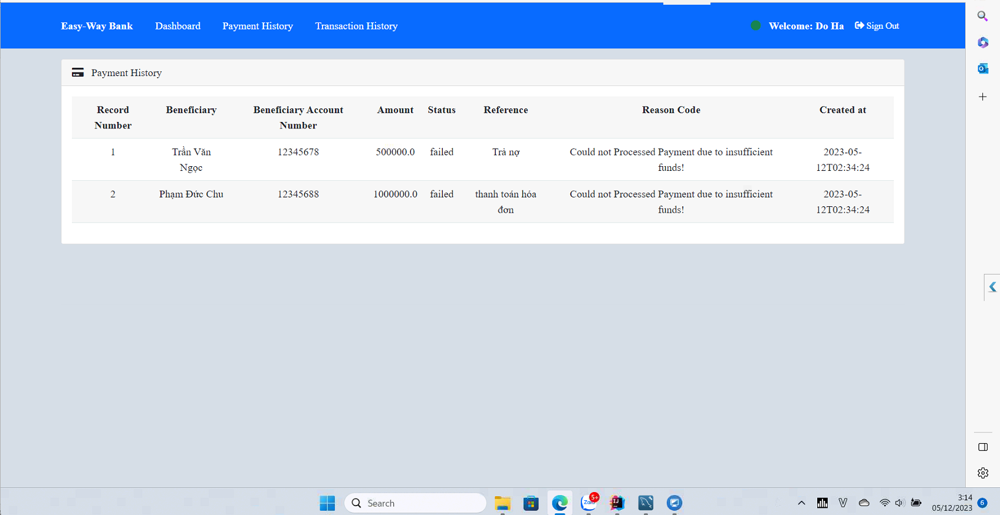 Easy-Way Bank Dashboard Payment History Transaction History Welcome: Do Ha Sign Out
Payment History
Record Number Beneficiary Beneficiary Account Number Amount Status Reference Reason Code Created at
1 Trần Văn Ngọc 12345678 500000.0 failed Trả nợ Could not Processed Payment due to insufficient funds! 2023-05-12T02:34:24
2 Phạm Đức Chu 12345688 1000000.0 failed thanh toán hóa đơn Could not Processed Payment due to insufficient funds! 2023-05-12T02:34:24
Search
Zalo
5+
3:14
05/12/2023
6